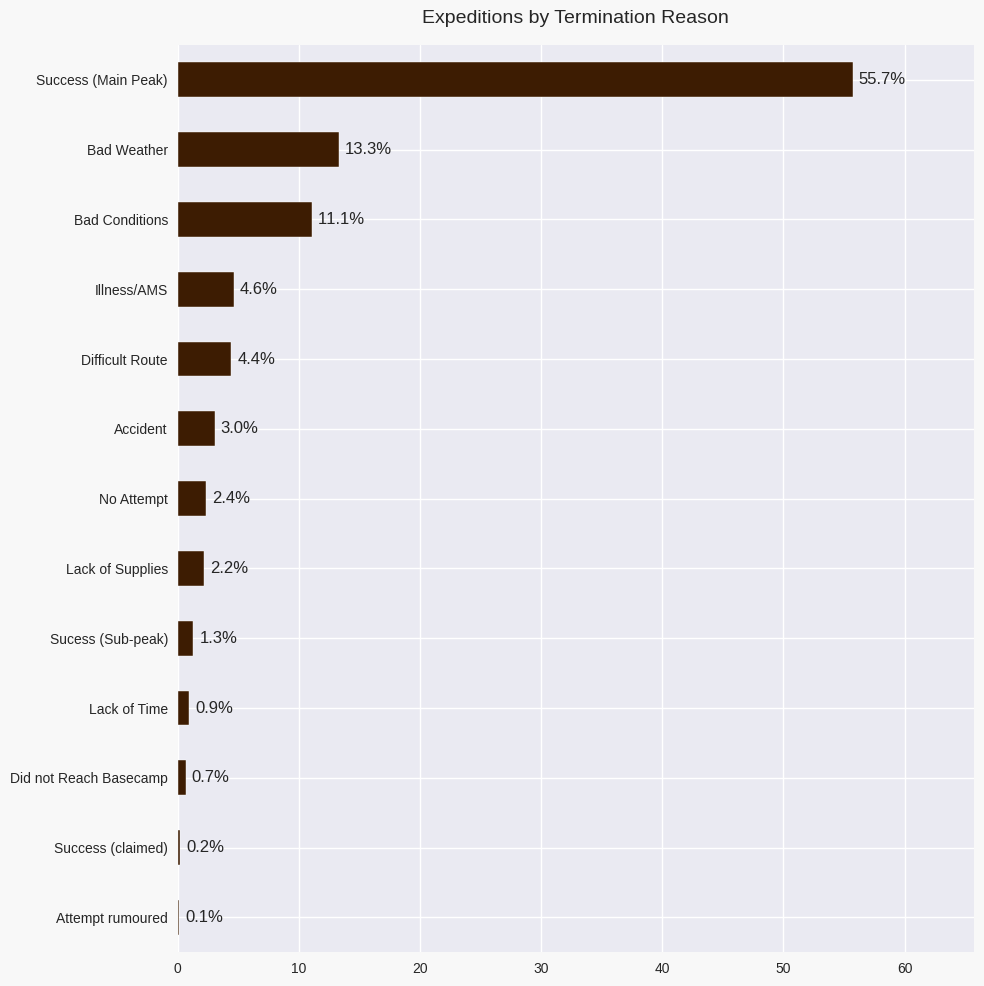 Expeditions by Termination Reason
Success (Main Peak) 55.7%
Bad Weather 13.3%
Bad Conditions 11.1%
Illness/AMS 4.6%
Difficult Route 4.4%
Accident 3.0%
No Attempt 2.4%
Lack of Supplies 2.2%
Sucess (Sub-peak) 1.3%
Lack of Time 0.9%
Did not Reach Basecamp 0.7%
Success (claimed) 0.2%
Attempt rumoured 0.1%
0 10 20 30 40 50 60